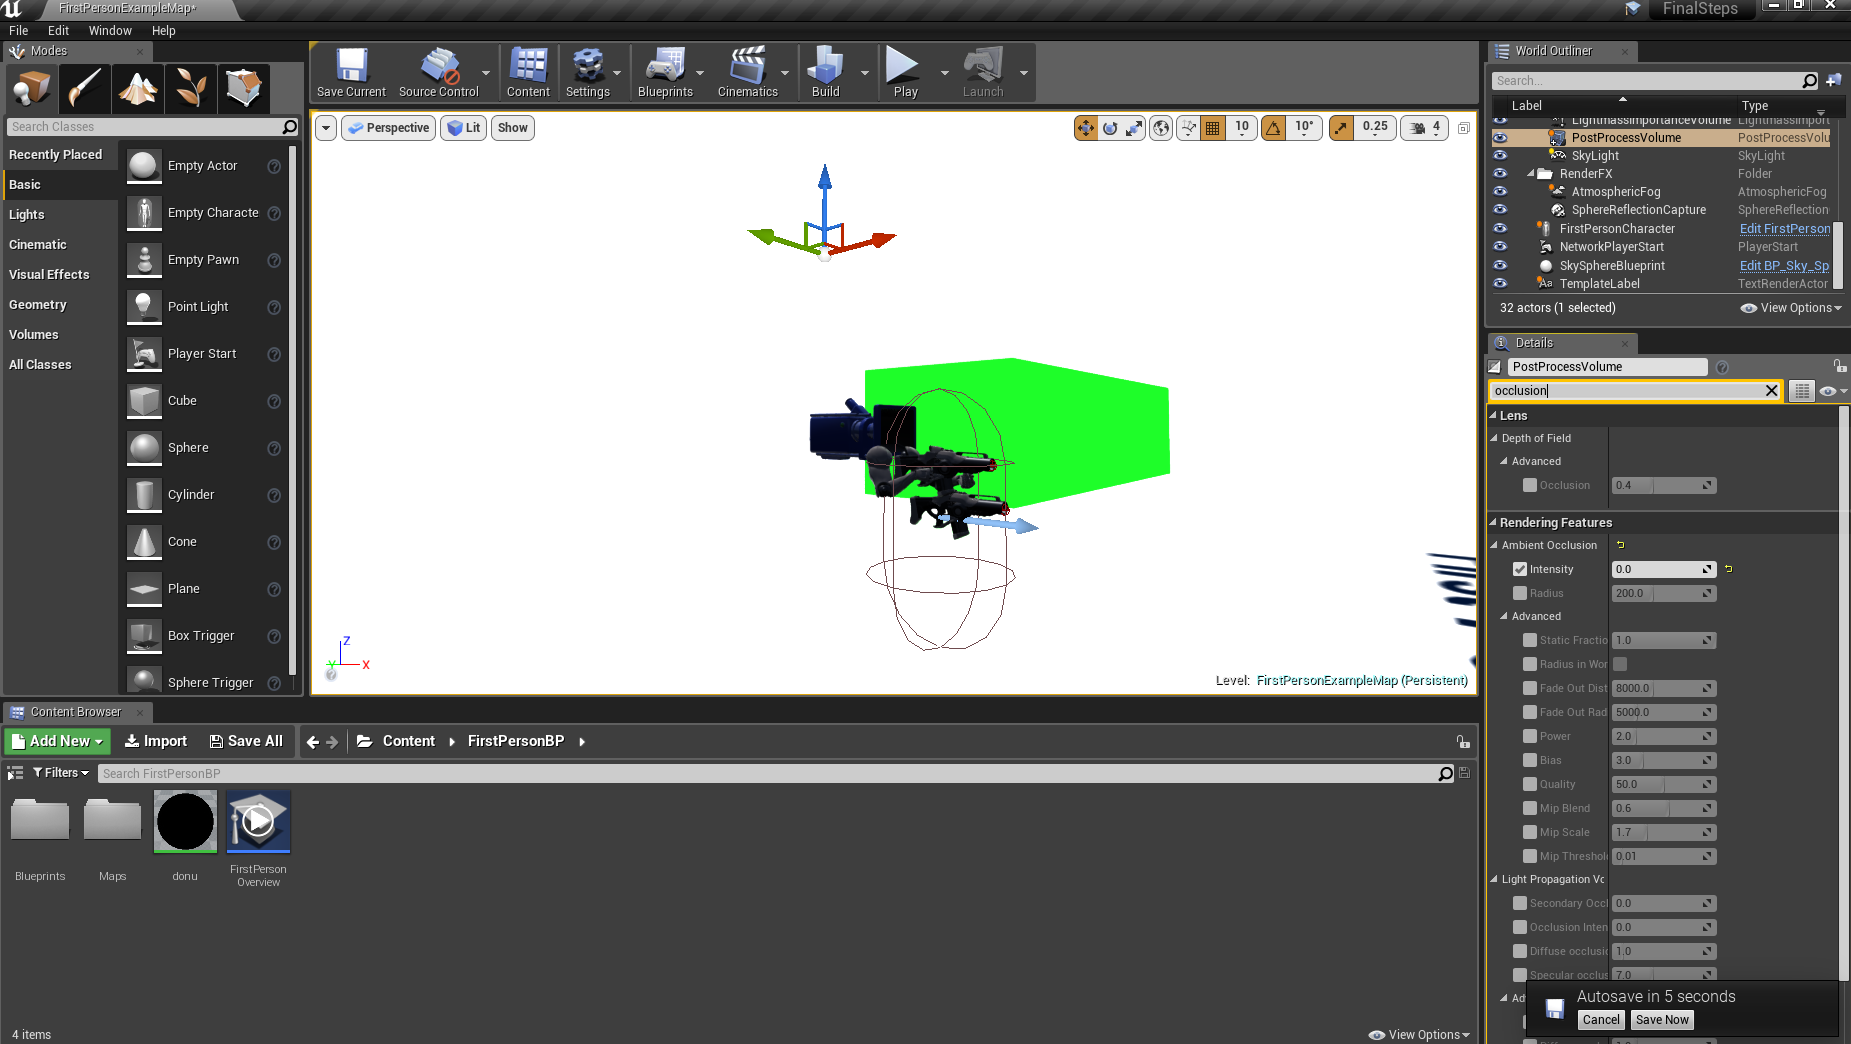 FirstPersonExampleMap*
FinalSteps
File Edit Window Help
Modes
Search Classes
Recently Placed
Basic
Lights
Cinematic
Visual Effects
Geometry
Volumes
All Classes
Empty Actor
Empty Characte
Empty Pawn
Point Light
Player Start
Cube
Sphere
Cylinder
Cone
Plane
Box Trigger
Sphere Trigger
Save Current Source Control Content Settings Blueprints Cinematics Build Play Launch
Perspective Lit Show
10 10° 0.25 4
Z
Y X
Level: FirstPersonExampleMap (Persistent)
World Outliner
Search...
Label Type
LightmassImportanceVolume LightmassImport
PostProcessVolume PostProcessVolu
SkyLight SkyLight
RenderFX Folder
AtmosphericFog AtmosphericFog
SphereReflectionCapture SphereReflection
FirstPersonCharacter Edit FirstPerson
NetworkPlayerStart PlayerStart
SkySphereBlueprint Edit BP_Sky_Sp
TemplateLabel TextRenderActor
32 actors (1 selected) View Options
Details
PostProcessVolume
occlusion
Lens
Depth of Field
Advanced
Occlusion 0.4
Rendering Features
Ambient Occlusion
Intensity 0.0
Radius 200.0
Advanced
Static Fractio 1.0
Radius in Wor
Fade Out Dist 8000.0
Fade Out Rad 5000.0
Power 2.0
Bias 3.0
Quality 50.0
Mip Blend 0.6
Mip Scale 1.7
Mip Threshol 0.01
Light Propagation Vo
Secondary Occl 0.0
Occlusion Inten 0.0
Diffuse occlusio 1.0
Specular occlus 7.0
Ad
Autosave in 5 seconds
Cancel Save Now
Content Browser
Add New Import Save All Content FirstPersonBP
Filters Search FirstPersonBP
Blueprints
Maps
donu
FirstPerson
Overview
4 items
View Options